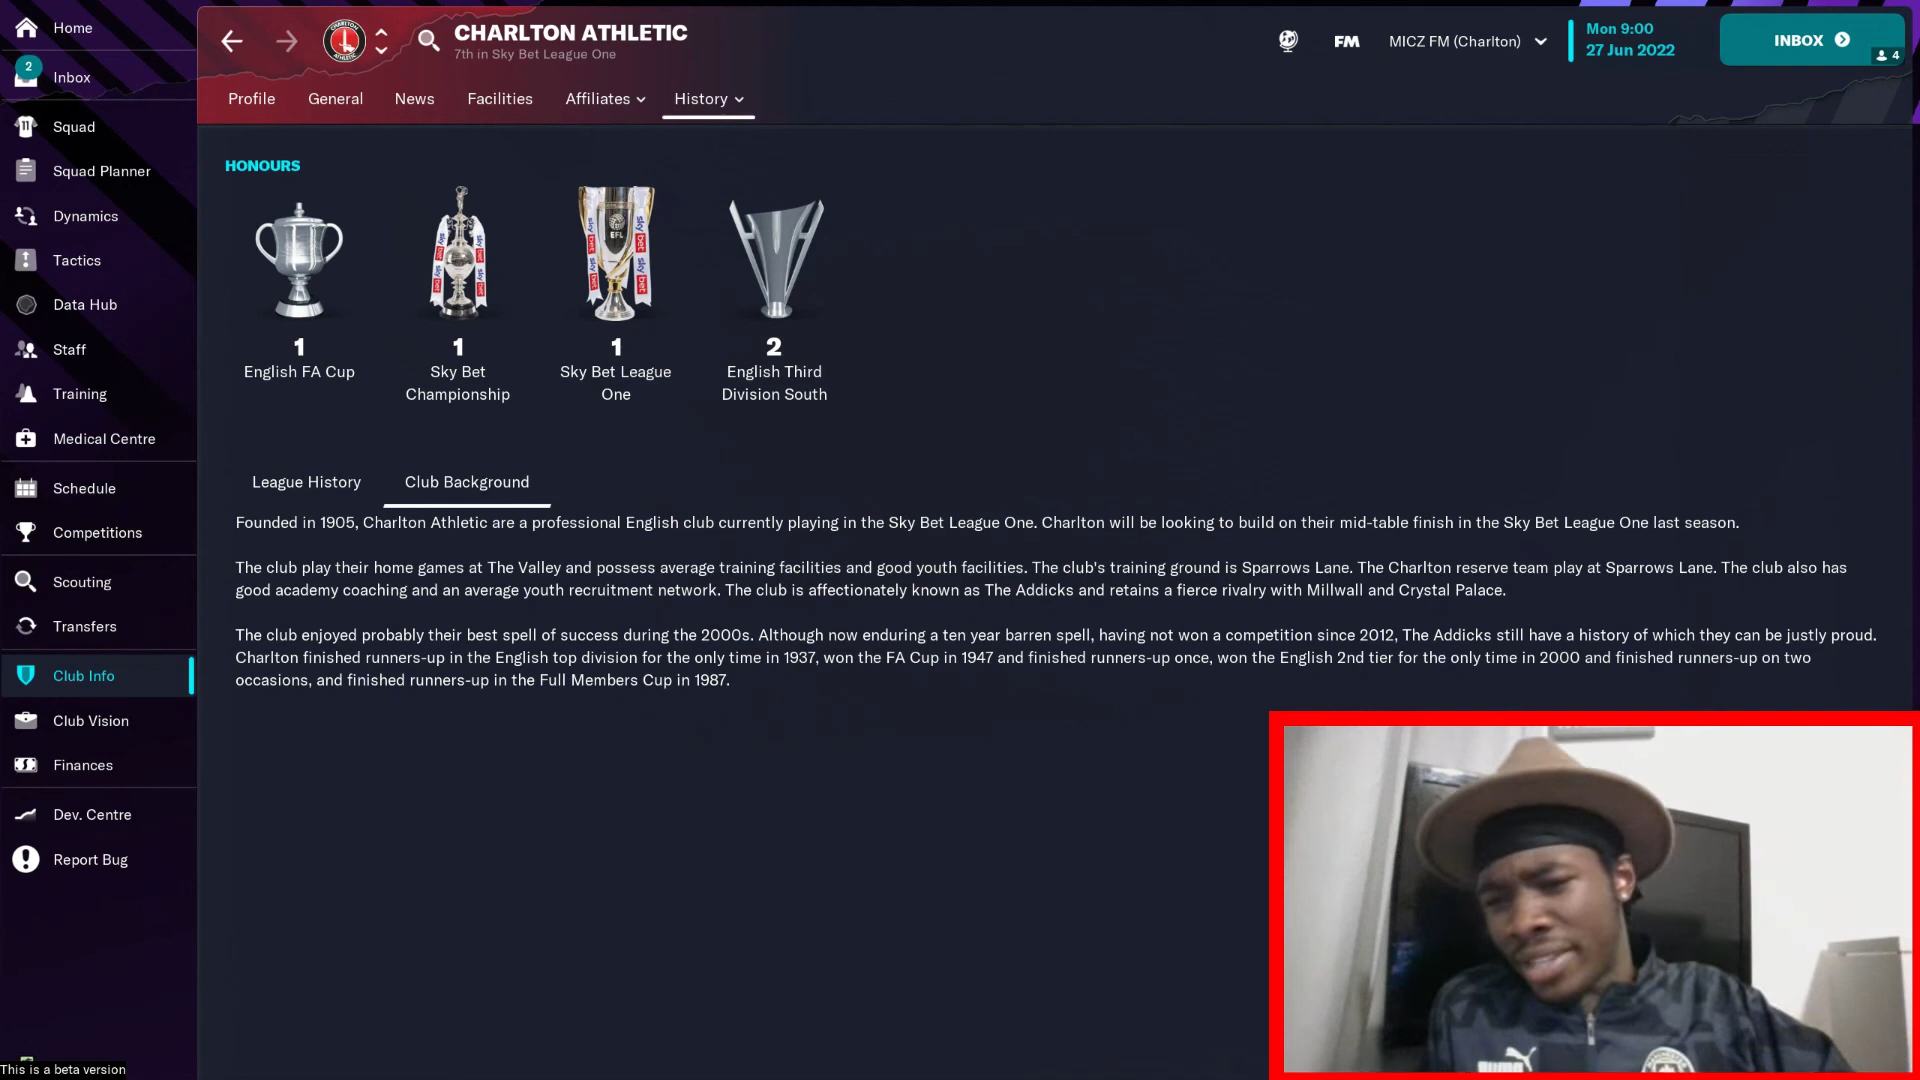 Home
2
Inbox
11
Squad
Squad Planner
Dynamics
Tactics
Data Hub
Staff
Training
Medical Centre
Schedule
Competitions
Scouting
Transfers
Club Info
Club Vision
Finances
Dev. Centre
Report Bug
This is a beta version
CHARLTON ATHLETIC
7th in Sky Bet League One
FM
MICZ FM (Charlton)
Mon 9:00
27 Jun 2022
INBOX
4
Profile
General
News
Facilities
Affiliates
History
HONOURS
sky bet
EFL
1
English FA Cup
1
Sky Bet
Championship
1
Sky Bet League
One
2
English Third
Division South
League History
Club Background
Founded in 1905, Charlton Athletic are a professional English club currently playing in the Sky Bet League One. Charlton will be looking to build on their mid-table finish in the Sky Bet League One last season.
The club play their home games at The Valley and possess average training facilities and good youth facilities. The club's training ground is Sparrows Lane. The Charlton reserve team play at Sparrows Lane. The club also has
good academy coaching and an average youth recruitment network. The club is affectionately known as The Addicks and retains a fierce rivalry with Millwall and Crystal Palace.
The club enjoyed probably their best spell of success during the 2000s. Although now enduring a ten year barren spell, having not won a competition since 2012, The Addicks still have a history of which they can be justly proud.
Charlton finished runners-up in the English top division for the only time in 1937, won the FA Cup in 1947 and finished runners-up once, won the English 2nd tier for the only time in 2000 and finished runners-up on two
occasions, and finished runners-up in the Full Members Cup in 1987.